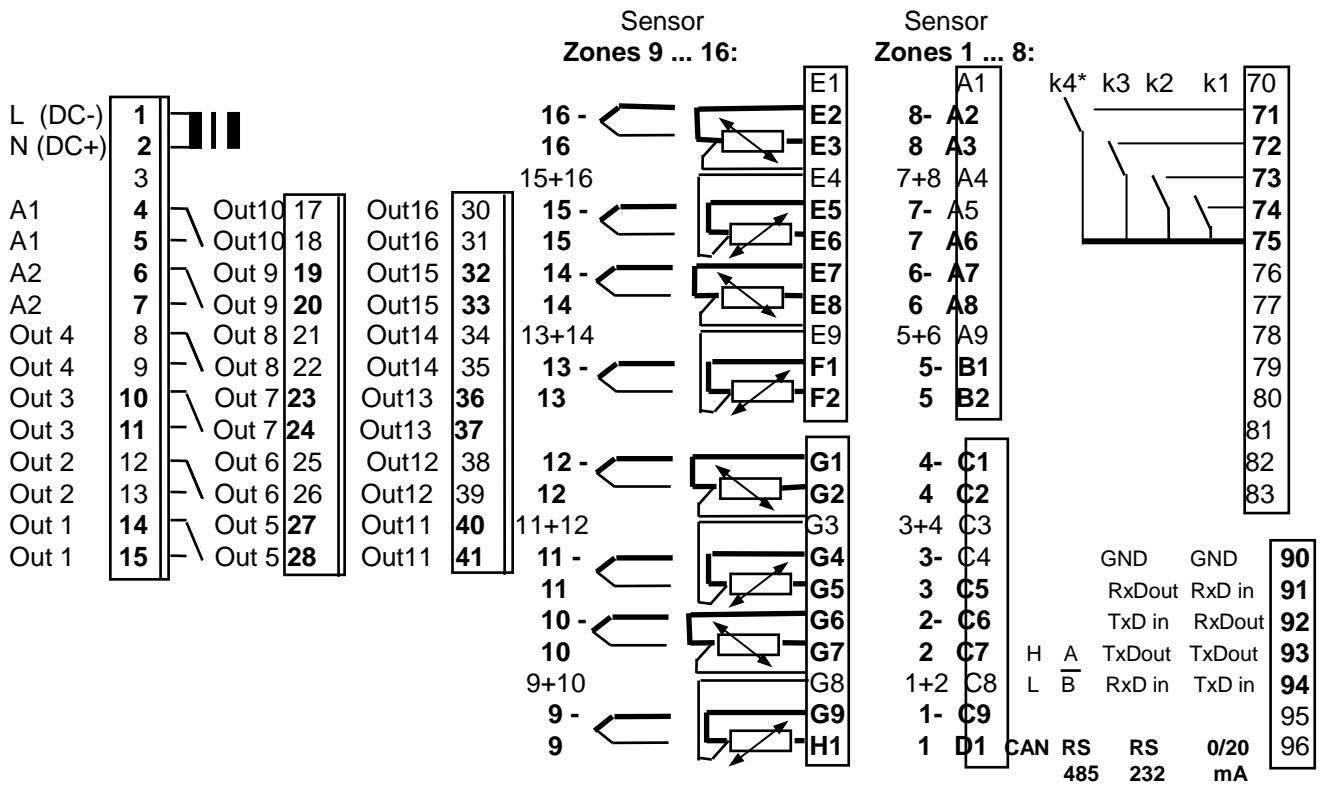 Sensor Sensor
Zones 9 ... 16: Zones 1 ... 8:
E1 A1 k4* k3 k2 k1 70
L (DC-) 1 16 - E2 8- A2 71
N (DC+) 2 16 E3 8 A3 72
3 15+16 E4 7+8 A4 73
A1 4 Out10 17 Out16 30 15 - E5 7- A5 74
A1 5 Out10 18 Out16 31 15 E6 7 A6 75
A2 6 Out 9 19 Out15 32 14 - E7 6- A7 76
A2 7 Out 9 20 Out15 33 14 E8 6 A8 77
Out 4 8 Out 8 21 Out14 34 13+14 E9 5+6 A9 78
Out 4 9 Out 8 22 Out14 35 13 - F1 5- B1 79
Out 3 10 Out 7 23 Out13 36 13 F2 5 B2 80
Out 3 11 Out 7 24 Out13 37 81
Out 2 12 Out 6 25 Out12 38 12 - G1 4- C1 82
Out 2 13 Out 6 26 Out12 39 12 G2 4 C2 83
Out 1 14 Out 5 27 Out11 40 11+12 G3 3+4 C3
Out 1 15 Out 5 28 Out11 41 11 - G4 3- C4 GND GND 90
11 G5 3 C5 RxDout RxD in 91
10 - G6 2- C6 TxD in RxDout 92
10 G7 2 C7 H A TxDout TxDout 93
9+10 G8 1+2 C8 L B RxD in TxD in 94
9 - G9 1- C9 95
9 H1 1 D1 CAN RS RS 0/20 96
485 232 mA